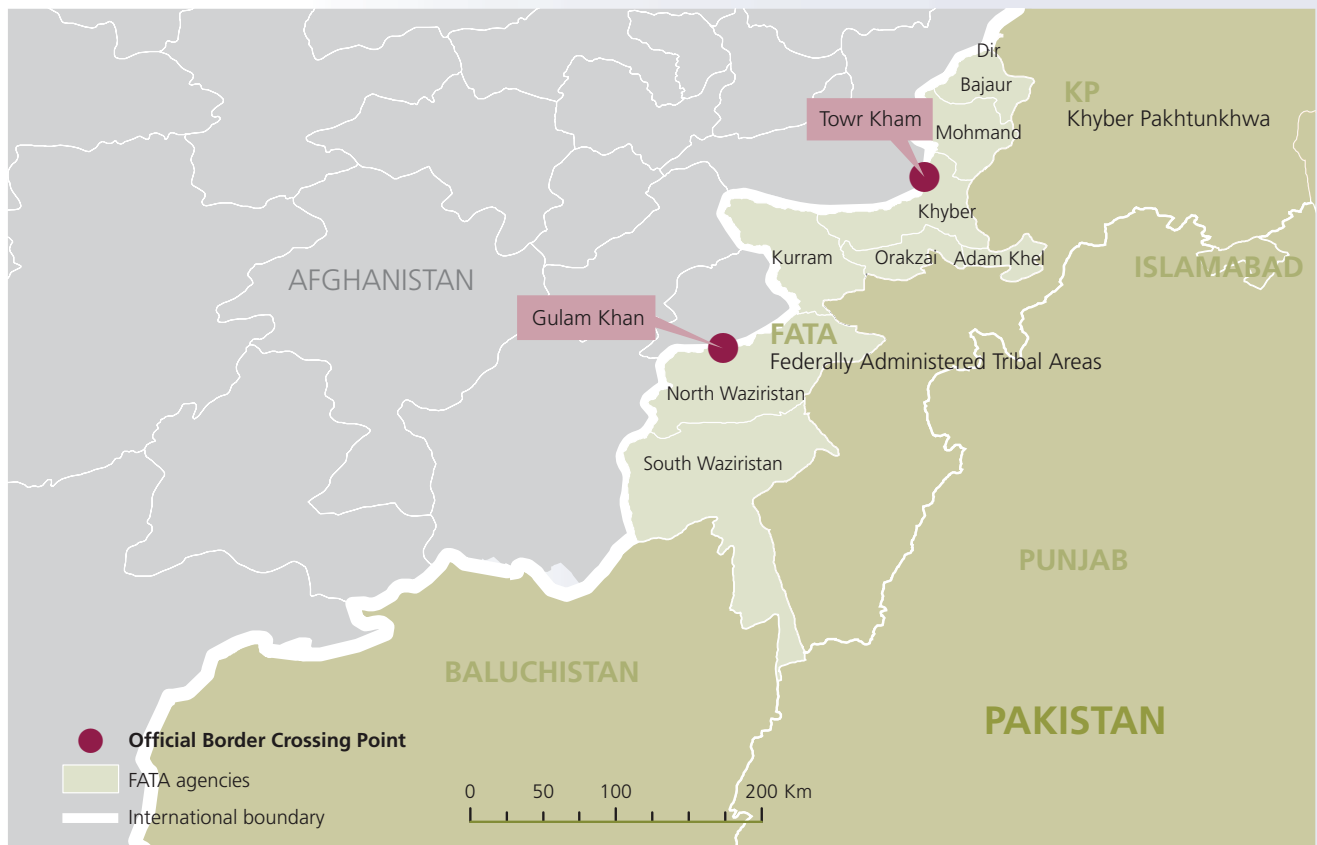 Dir
Bajaur
KP
Khyber Pakhtunkhwa
Towr Kham
Mohmand
Khyber
Kurram
Orakzai
Adam Khel
ISLAMABAD
AFGHANISTAN
Gulam Khan
FATA
Federally Administered Tribal Areas
North Waziristan
South Waziristan
PUNJAB
BALUCHISTAN
PAKISTAN
Official Border Crossing Point
FATA agencies
International boundary
0 50 100 200 Km